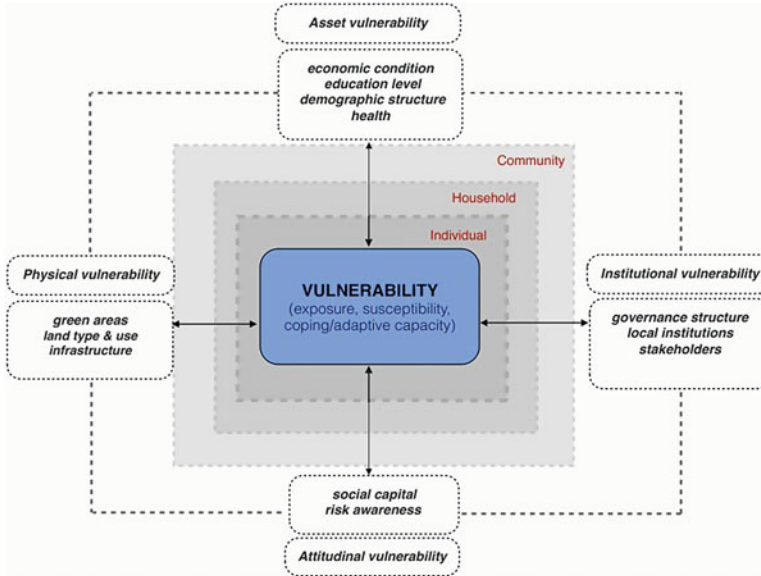 Asset vulnerability
economic condition
education level
demographic structure
health
Community
Household
Individual
Physical vulnerability
green areas
land type & use
infrastructure
VULNERABILITY
(exposure, susceptibility,
coping/adaptive capacity)
Institutional vulnerability
governance structure
local institutions
stakeholders
social capital
risk awareness
Attitudinal vulnerability